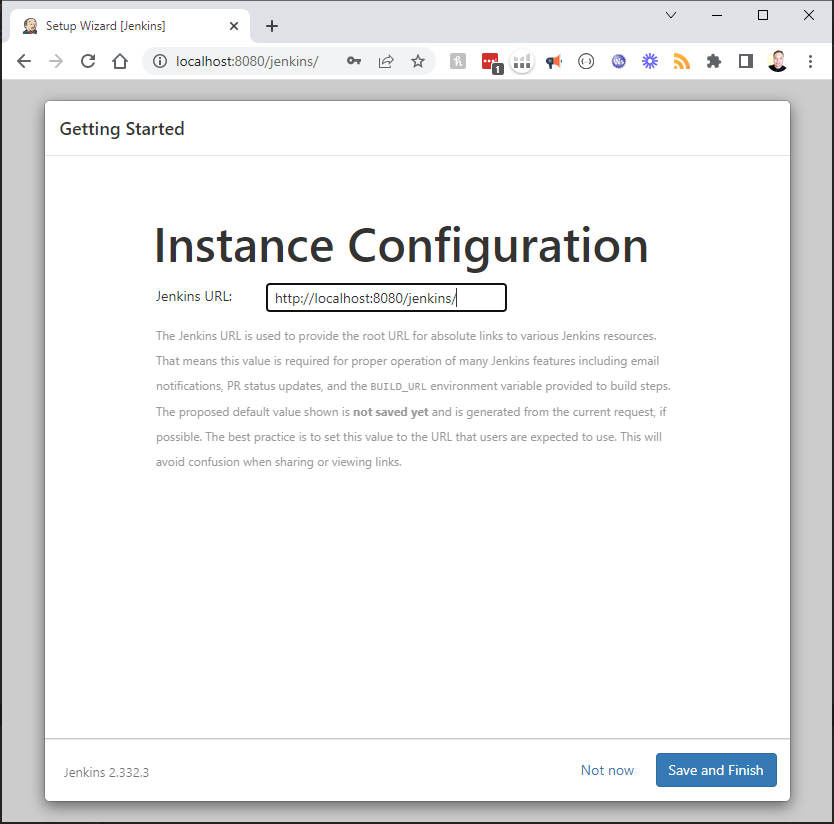 Setup Wizard [Jenkins]
localhost:8080/jenkins/
1
Getting Started
Instance Configuration
Jenkins URL: http://localhost:8080/jenkins/
The Jenkins URL is used to provide the root URL for absolute links to various Jenkins resources.
That means this value is required for proper operation of many Jenkins features including email
notifications, PR status updates, and the BUILD_URL environment variable provided to build steps.
The proposed default value shown is not saved yet and is generated from the current request, if
possible. The best practice is to set this value to the URL that users are expected to use. This will
avoid confusion when sharing or viewing links.
Jenkins 2.332.3
Not now
Save and Finish